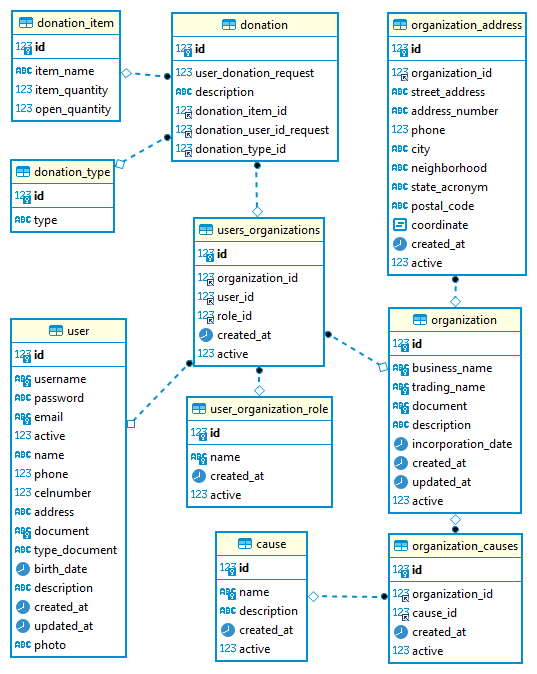 donation_item
123 id
ABC item_name
123 item_quantity
123 open_quantity
donation
123 id
123 user_donation_request
ABC description
123 donation_item_id
123 donation_user_id_request
123 donation_type_id
organization_address
123 id
123 organization_id
ABC street_address
ABC address_number
123 phone
ABC city
ABC neighborhood
ABC state_acronym
ABC postal_code
coordinate
created_at
123 active
donation_type
123 id
ABC type
users_organizations
123 id
123 organization_id
123 user_id
123 role_id
created_at
123 active
user
123 id
ABC username
ABC password
ABC email
123 active
ABC name
123 phone
123 celnumber
ABC address
ABC document
123 type_document
birth_date
ABC description
created_at
updated_at
ABC photo
organization
123 id
ABC business_name
ABC trading_name
ABC document
ABC description
incorporation_date
created_at
updated_at
123 active
user_organization_role
123 id
ABC name
created_at
123 active
cause
123 id
ABC name
ABC description
created_at
123 active
organization_causes
123 id
123 organization_id
123 cause_id
created_at
123 active